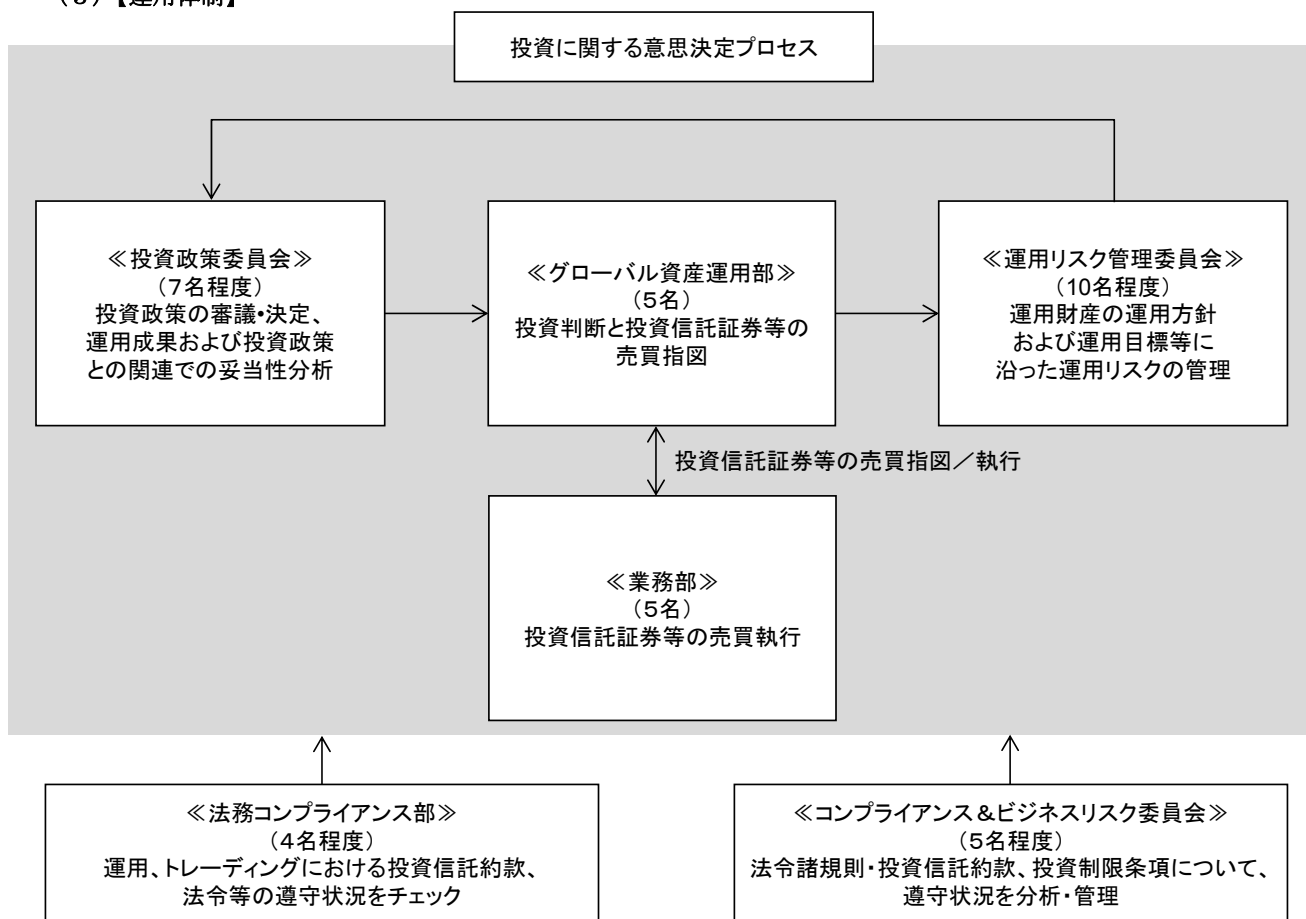 （3）【運用体制】
投資に関する意思決定プロセス
≪投資政策委員会≫
（7名程度）
投資政策の審議・決定、
運用成果および投資政策
との関連での妥当性分析
≪グローバル資産運用部≫
（5名）
投資判断と投資信託証券等の
売買指図
≪運用リスク管理委員会≫
（10名程度）
運用財産の運用方針
および運用目標等に
沿った運用リスクの管理
投資信託証券等の売買指図／執行
≪業務部≫
（5名）
投資信託証券等の売買執行
≪法務コンプライアンス部≫
（4名程度）
運用、トレーディングにおける投資信託約款、
法令等の遵守状況をチェック
≪コンプライアンス＆ビジネスリスク委員会≫
（5名程度）
法令諸規則・投資信託約款、投資制限条項について、
遵守状況を分析・管理